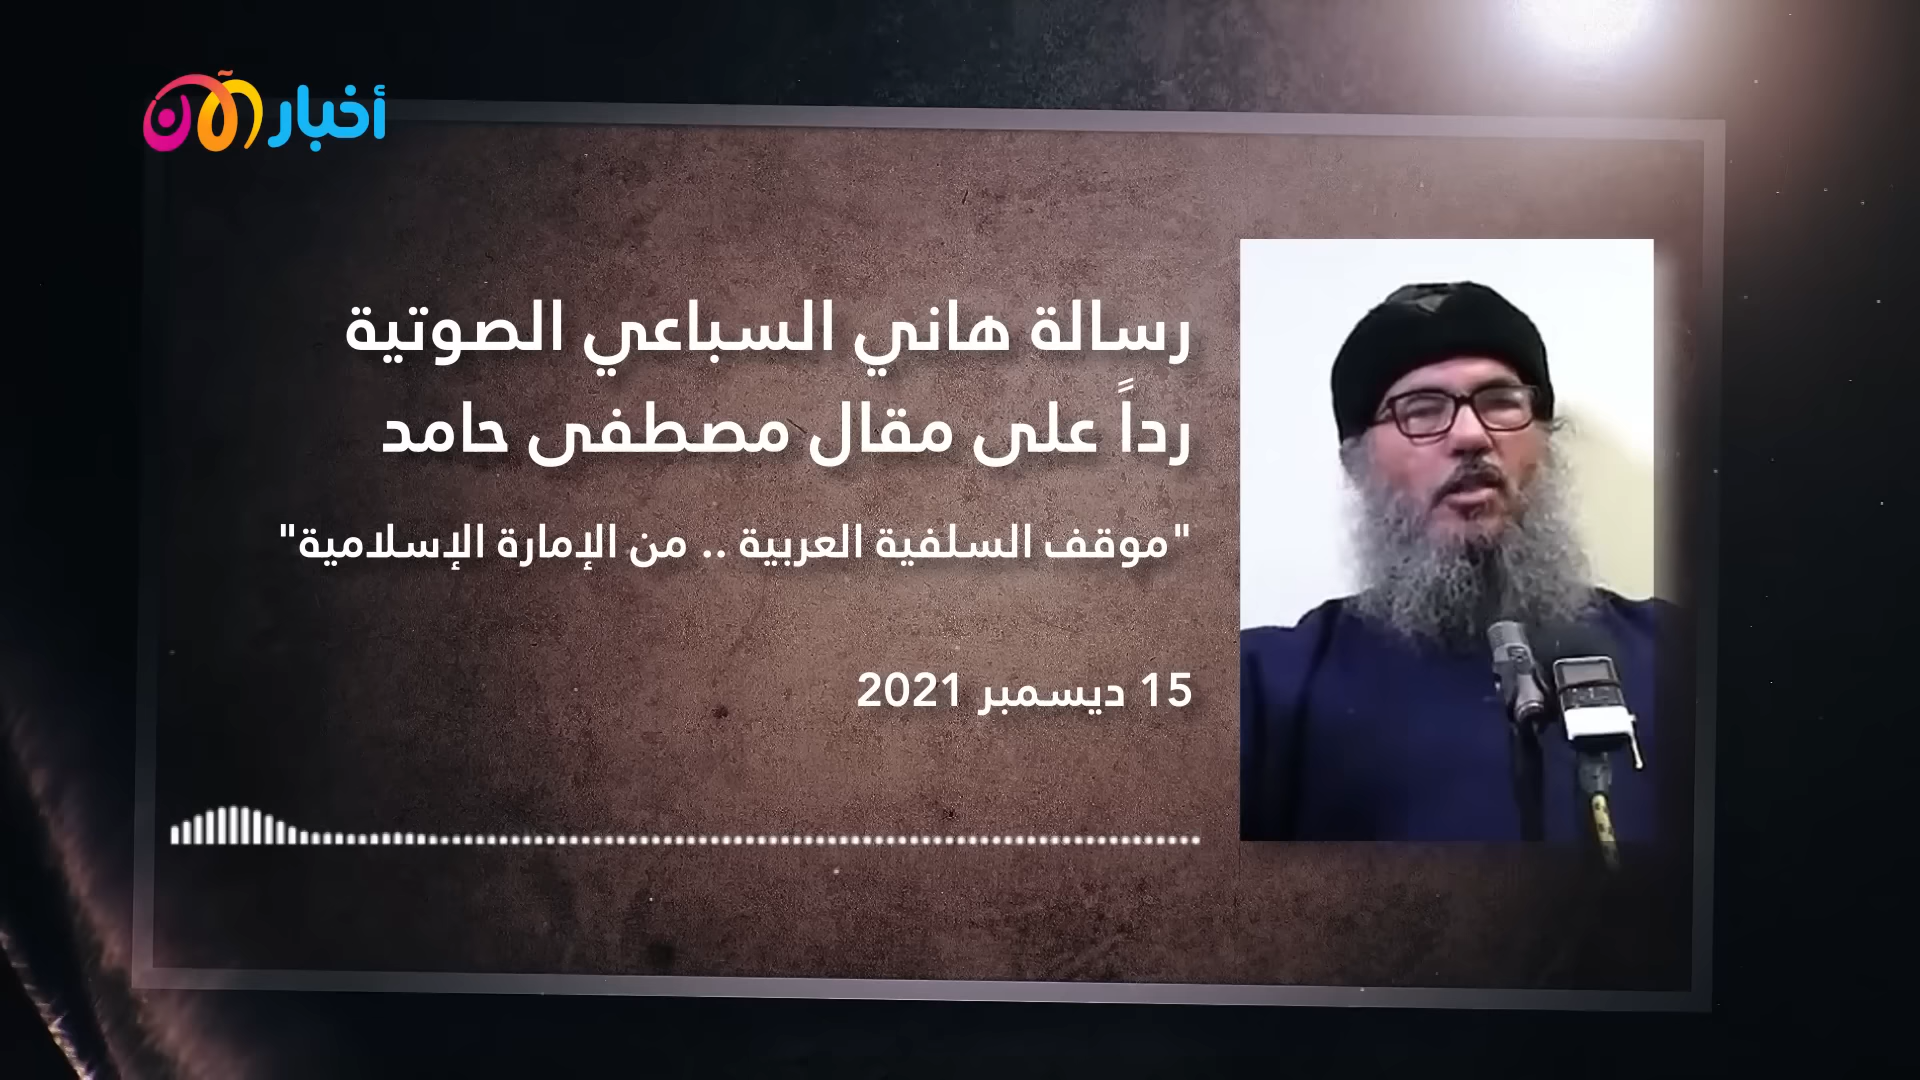 أخبار الآن
رسالة هاني السباعي الصوتية
رداً على مقال مصطفى حامد
"موقف السلفية العربية .. من الإمارة الإسلامية"
15 ديسمبر 2021